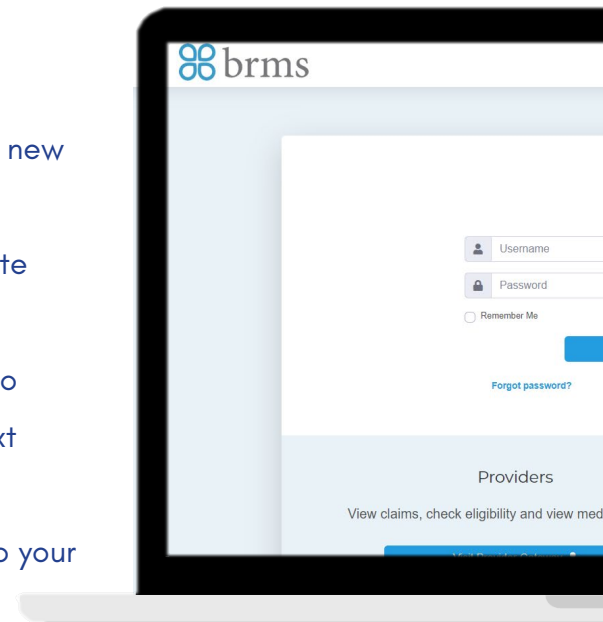 new
te
o
xt
o your
brms
Username
Password
Remember Me
Forgot password?
Providers
View claims, check eligibility and view med